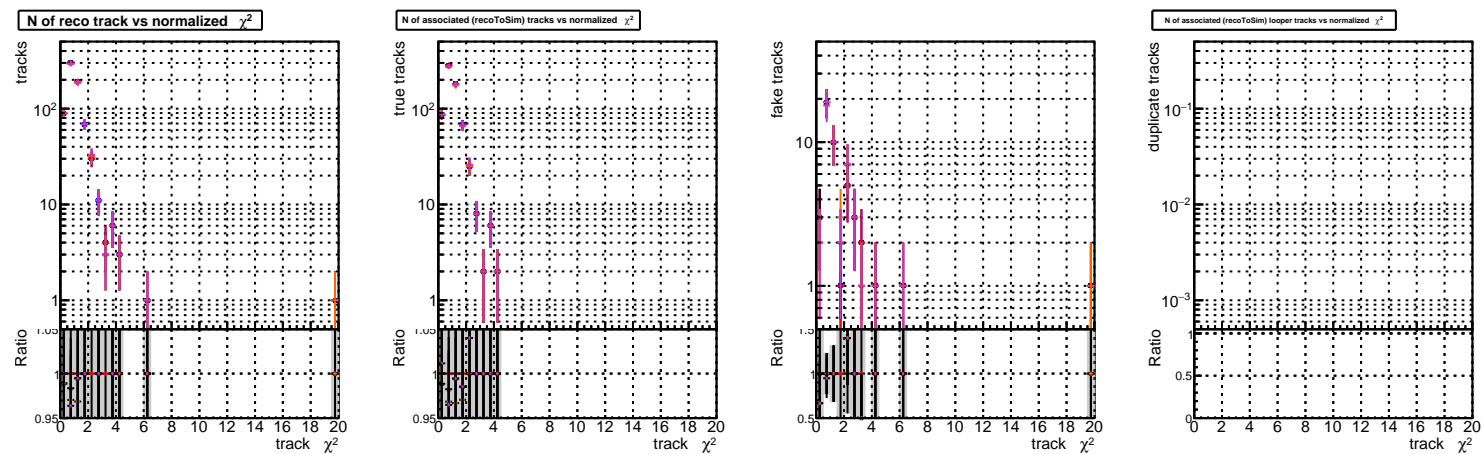 N of reco track vs normalized χ²
tracks
10²
10
1
Ratio
1.05
1
0.95
0 2 4 6 8 10 12 14 16 18 20
track χ²
N of associated (recoToSim) tracks vs normalized χ²
true tracks
10²
10
1
Ratio
1.05
1
0.95
0 2 4 6 8 10 12 14 16 18 20
track χ²
fake tracks
10
1
Ratio
1.5
1
0.5
0 2 4 6 8 10 12 14 16 18 20
track χ²
N of associated (recoToSim) looper tracks vs normalized χ²
duplicate tracks
10⁻¹
10⁻²
10⁻³
Ratio
1
0.5
0
0 2 4 6 8 10 12 14 16 18 20
track χ²